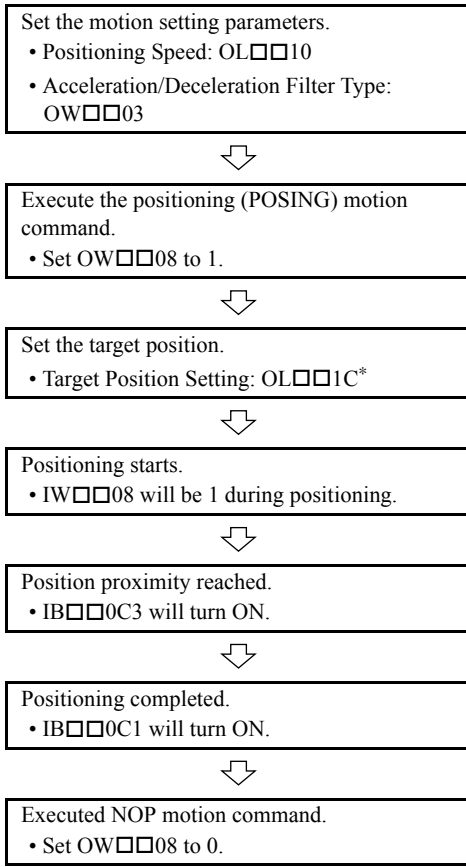 Set the motion setting parameters.
• Positioning Speed: OL□□10
• Acceleration/Deceleration Filter Type:
OW□□03
Execute the positioning (POSING) motion
command.
• Set OW□□08 to 1.
Set the target position.
• Target Position Setting: OL□□1C*
Positioning starts.
• IW□□08 will be 1 during positioning.
Position proximity reached.
• IB□□0C3 will turn ON.
Positioning completed.
• IB□□0C1 will turn ON.
Executed NOP motion command.
• Set OW□□08 to 0.